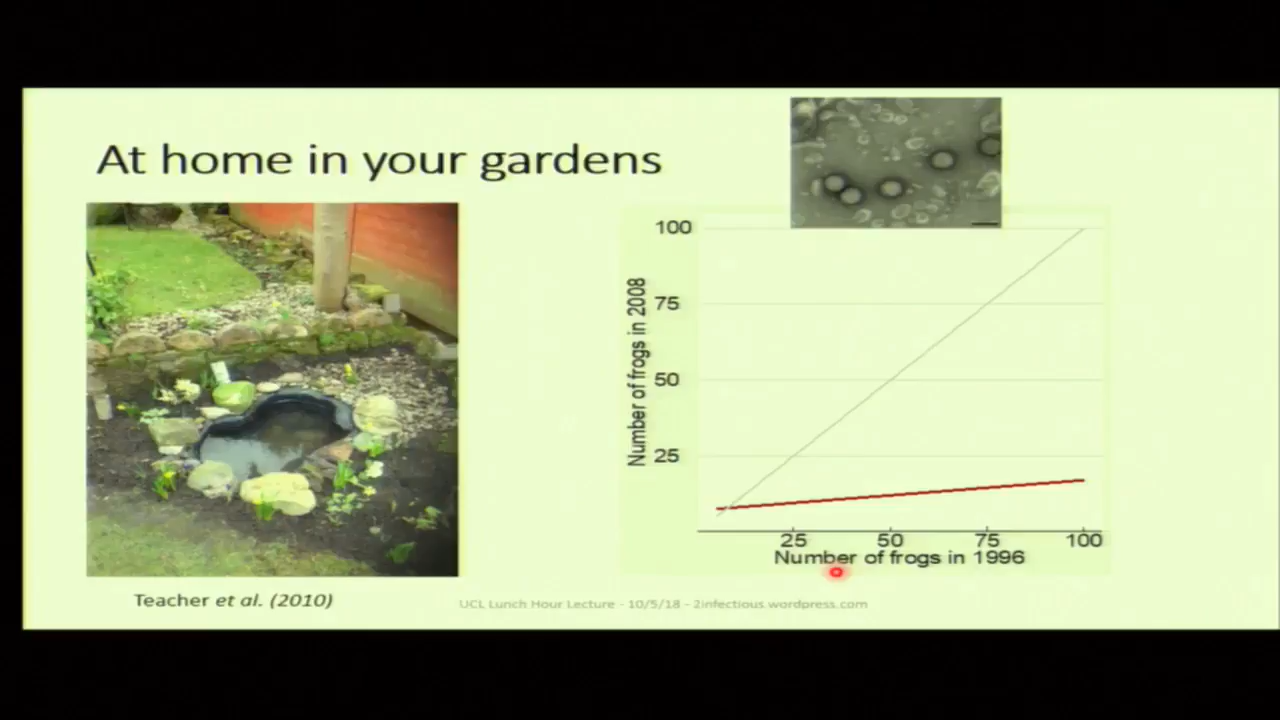 At home in your gardens
100
75
50
25
Number of frogs in 2008
25 50 75 100
Number of frogs in 1996
Teacher et al. (2010)
UCL Lunch Hour Lecture - 10/5/18 - 2infectious.wordpress.com